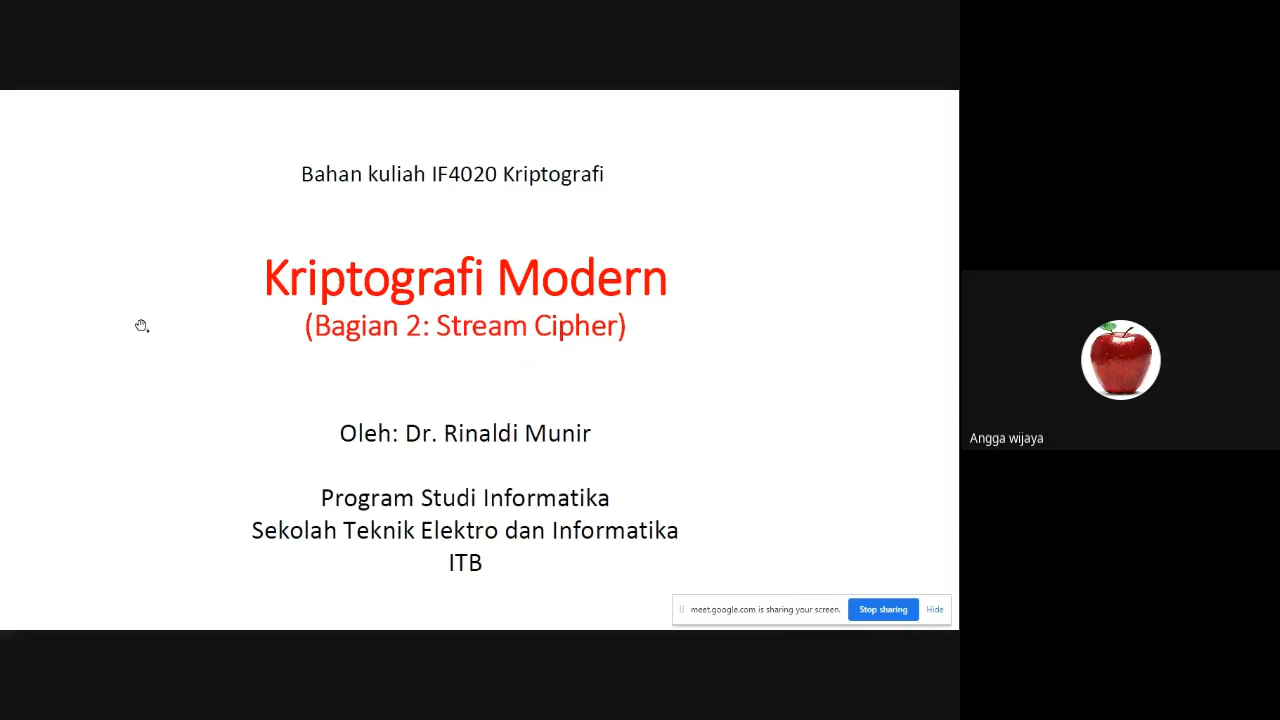 Bahan kuliah IF4020 Kriptografi
Kriptografi Modern
(Bagian 2: Stream Cipher)
Oleh: Dr. Rinaldi Munir
Program Studi Informatika
Sekolah Teknik Elektro dan Informatika
ITB
meet.google.com is sharing your screen. Stop sharing Hide
Angga wijaya